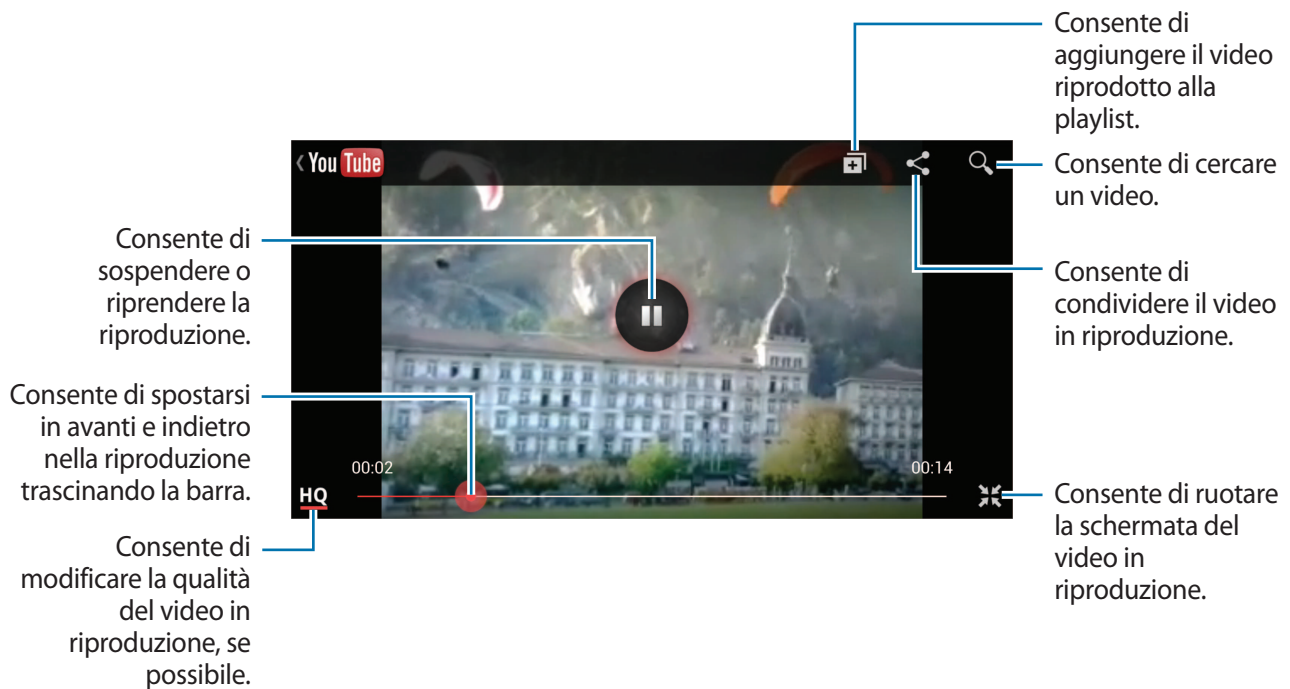 Consente di
aggiungere il video
riprodotto alla
playlist.
You Tube
Consente di cercare
un video.
Consente di
sospendere o
riprendere la
riproduzione.
Consente di
condividere il video
in riproduzione.
Consente di spostarsi
in avanti e indietro
nella riproduzione
trascinando la barra.
00:02
00:14
HQ
Consente di ruotare
la schermata del
video in
riproduzione.
Consente di
modificare la qualità
del video in
riproduzione, se
possibile.